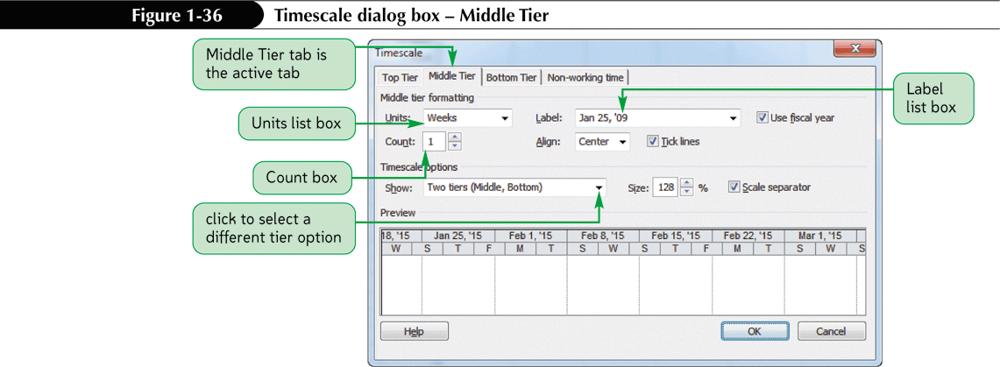 Figure 1-36 Timescale dialog box – Middle Tier
Middle Tier tab is
the active tab
Units list box
Count box
click to select a
different tier option
Label
list box
Timescale
Top Tier Middle Tier Bottom Tier Non-working time
Middle tier formatting
Units: Weeks Label: Jan 25, '09 Use fiscal year
Count: 1 Align: Center Tick lines
Timescale options
Show: Two tiers (Middle, Bottom) Size: 128 % Scale separator
Preview
18, '15 Jan 25, '15 Feb 1, '15 Feb 8, '15 Feb 15, '15 Feb 22, '15 Mar 1, '15
W S T F M T S W S T F M T S W S
Help OK Cancel